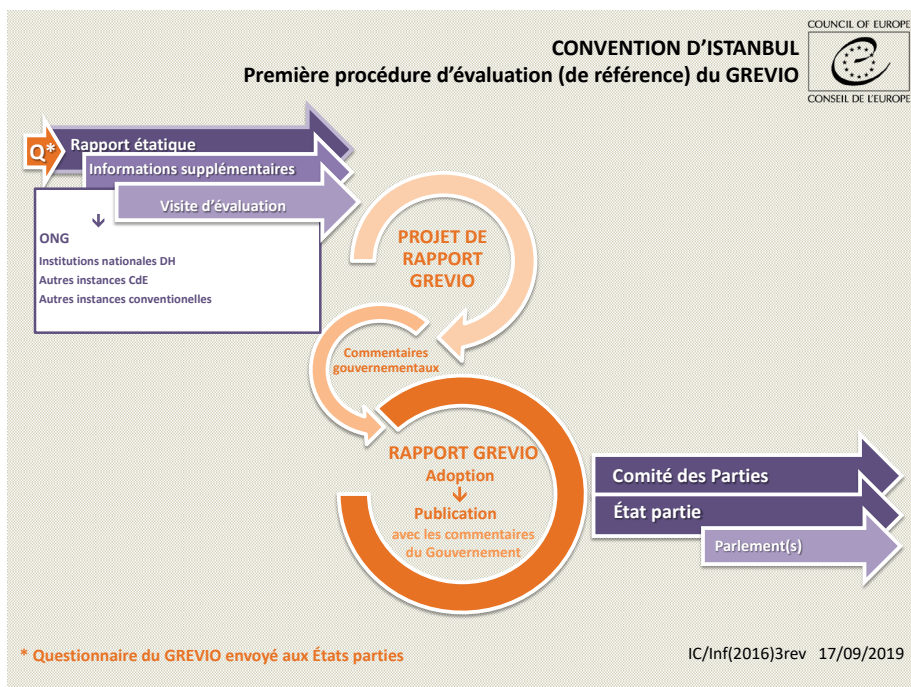 COUNCIL OF EUROPE
CONSEIL DE L'EUROPE
CONVENTION D'ISTANBUL
Première procédure d'évaluation (de référence) du GREVIO
Q*
Rapport étatique
Informations supplémentaires
Visite d'évaluation
↓
ONG
Institutions nationales DH
Autres instances CdE
Autres instances conventionelles
PROJET DE
RAPPORT
GREVIO
Commentaires
gouvernementaux
RAPPORT GREVIO
Adoption
↓
Publication
avec les commentaires
du Gouvernement
Comité des Parties
État partie
Parlement(s)
* Questionnaire du GREVIO envoyé aux États parties
IC/Inf(2016)3rev 17/09/2019